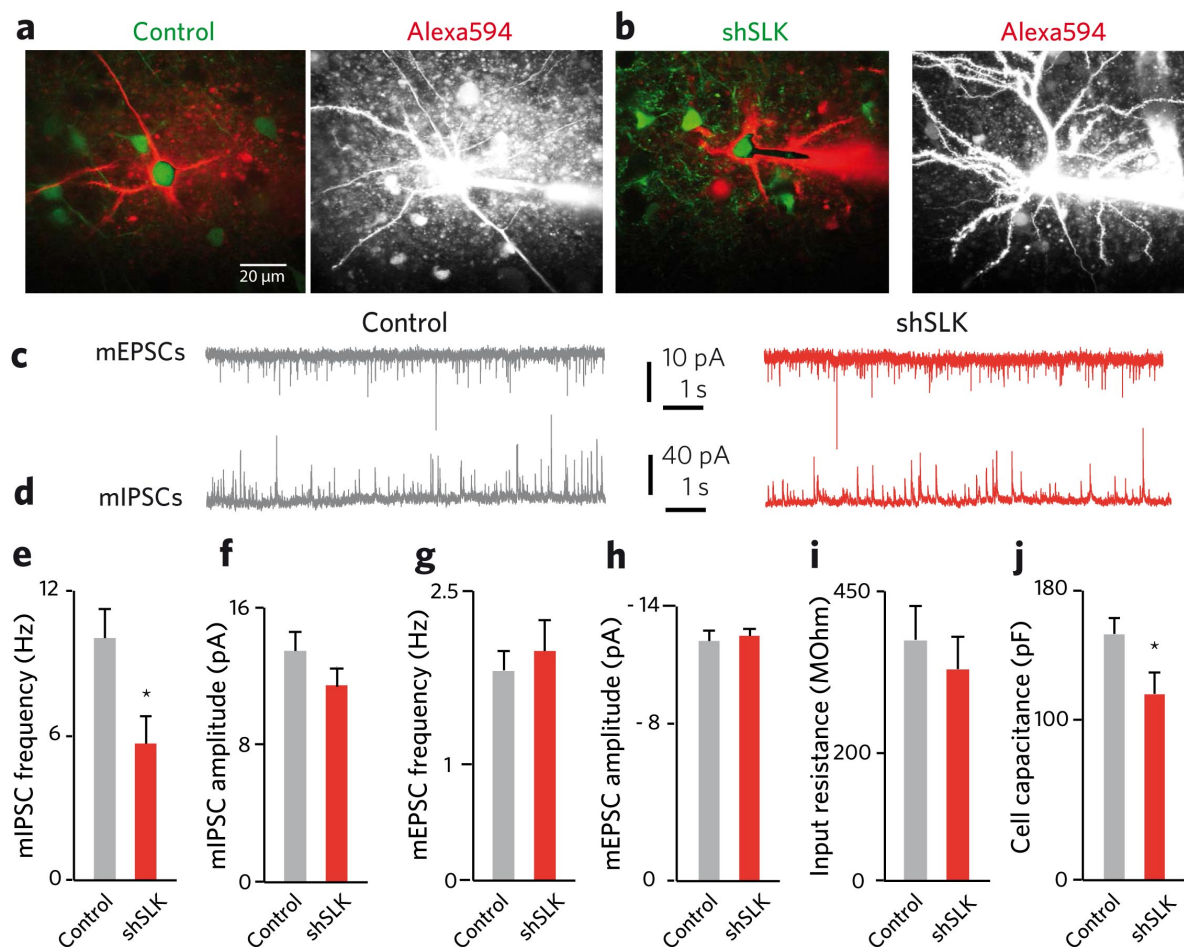 a
Control
Alexa594
b
shSLK
Alexa594
20 µm
Control
shSLK
c
mEPSCs
10 pA
1 s
d
mIPSCs
40 pA
1 s
e
mIPSC frequency (Hz)
12
6
0
Control
shSLK
f
mIPSC amplitude (pA)
16
8
0
Control
shSLK
g
mEPSC frequency (Hz)
2.5
1
0
Control
shSLK
h
mEPSC amplitude (pA)
- 14
- 8
0
Control
shSLK
i
Input resistance (MOhm)
450
200
0
Control
shSLK
j
Cell capacitance (pF)
180
100
0
Control
shSLK
*
*